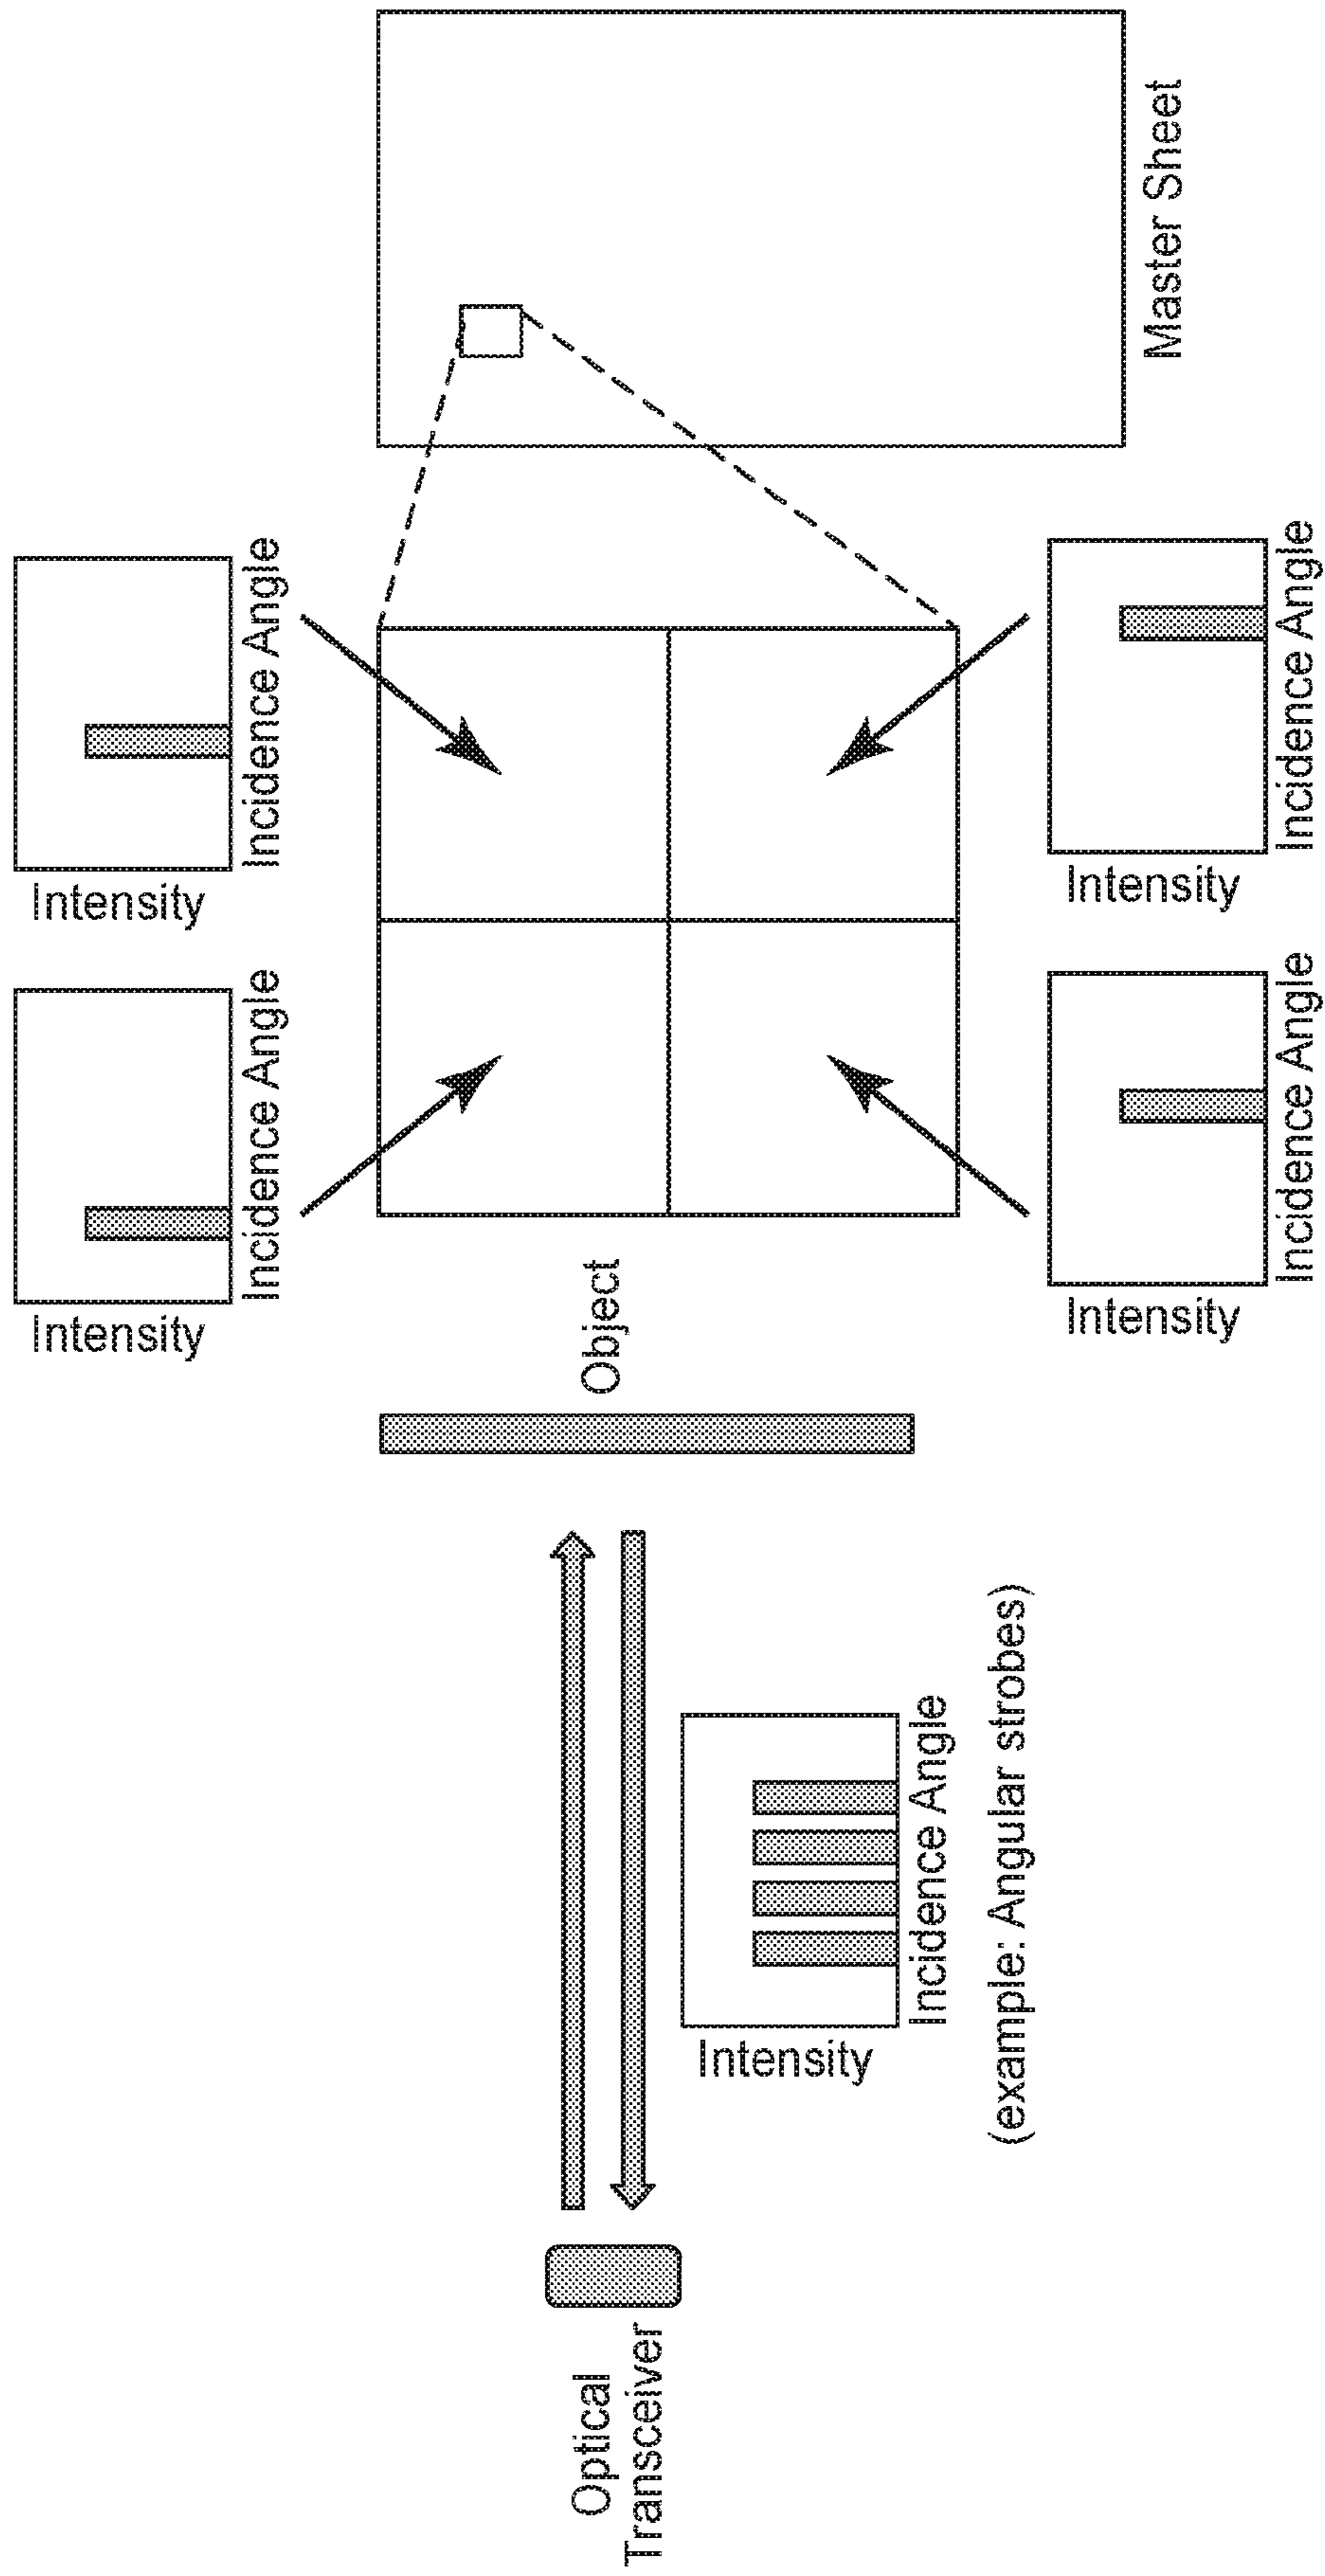 Intensity
Incidence Angle
Intensity
Incidence Angle
Optical
Transceiver
Object
Intensity
Incidence Angle
(example: Angular strobes)
Intensity
Incidence Angle
Intensity
Incidence Angle
Master Sheet